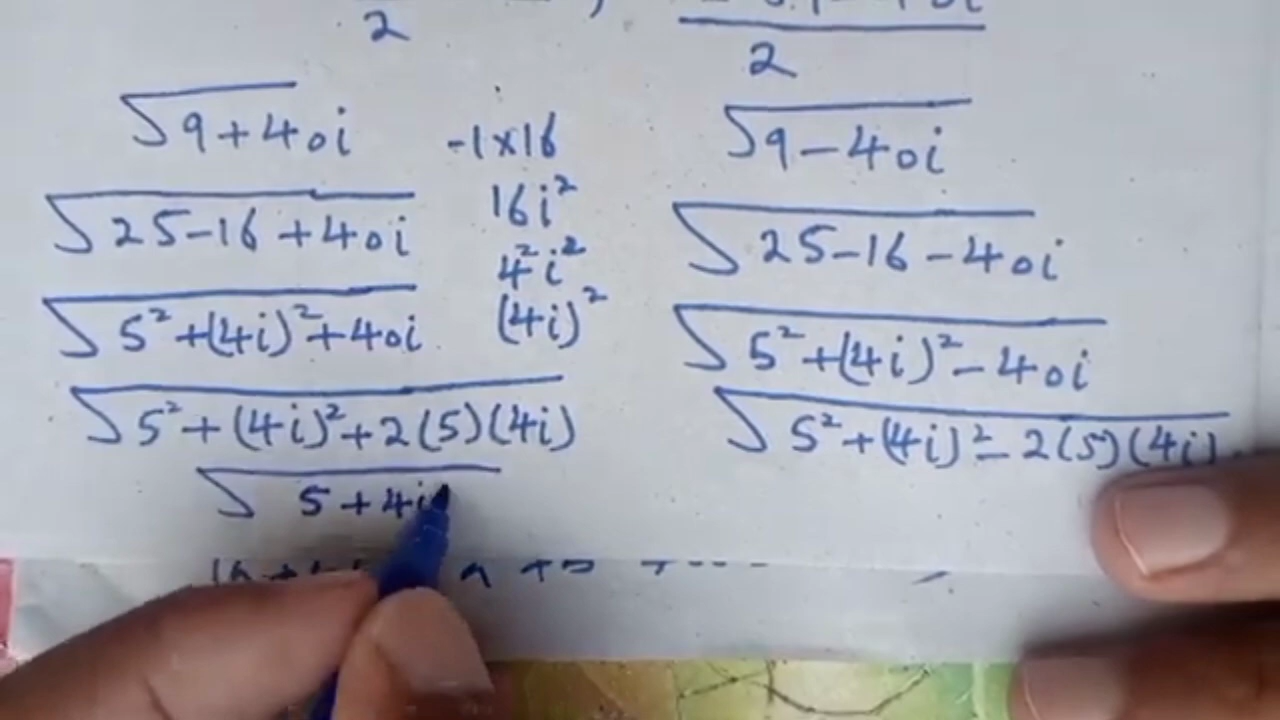 2
2
√9+40i
-1×16
√9-40i
√25-16+40i
16i²
√25-16-40i
4²i²
√5²+(4i)²+40i
(4i)²
√5²+(4i)²-40i
√5²+(4i)²+2(5)(4i)
√5²+(4i)²-2(5)(4i)
√5+4i